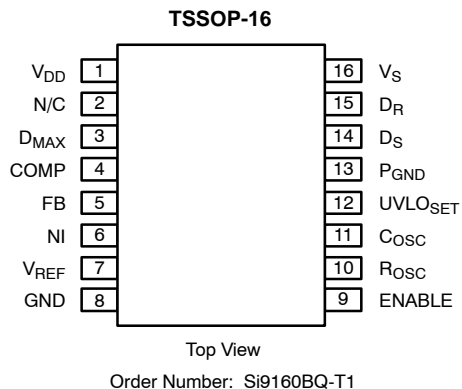 TSSOP-16
VDD 1 16 VS
N/C 2 15 DR
DMAX 3 14 DS
COMP 4 13 PGND
FB 5 12 UVLOSET
NI 6 11 COSC
VREF 7 10 ROSC
GND 8 9 ENABLE
Top View
Order Number: Si9160BQ-T1